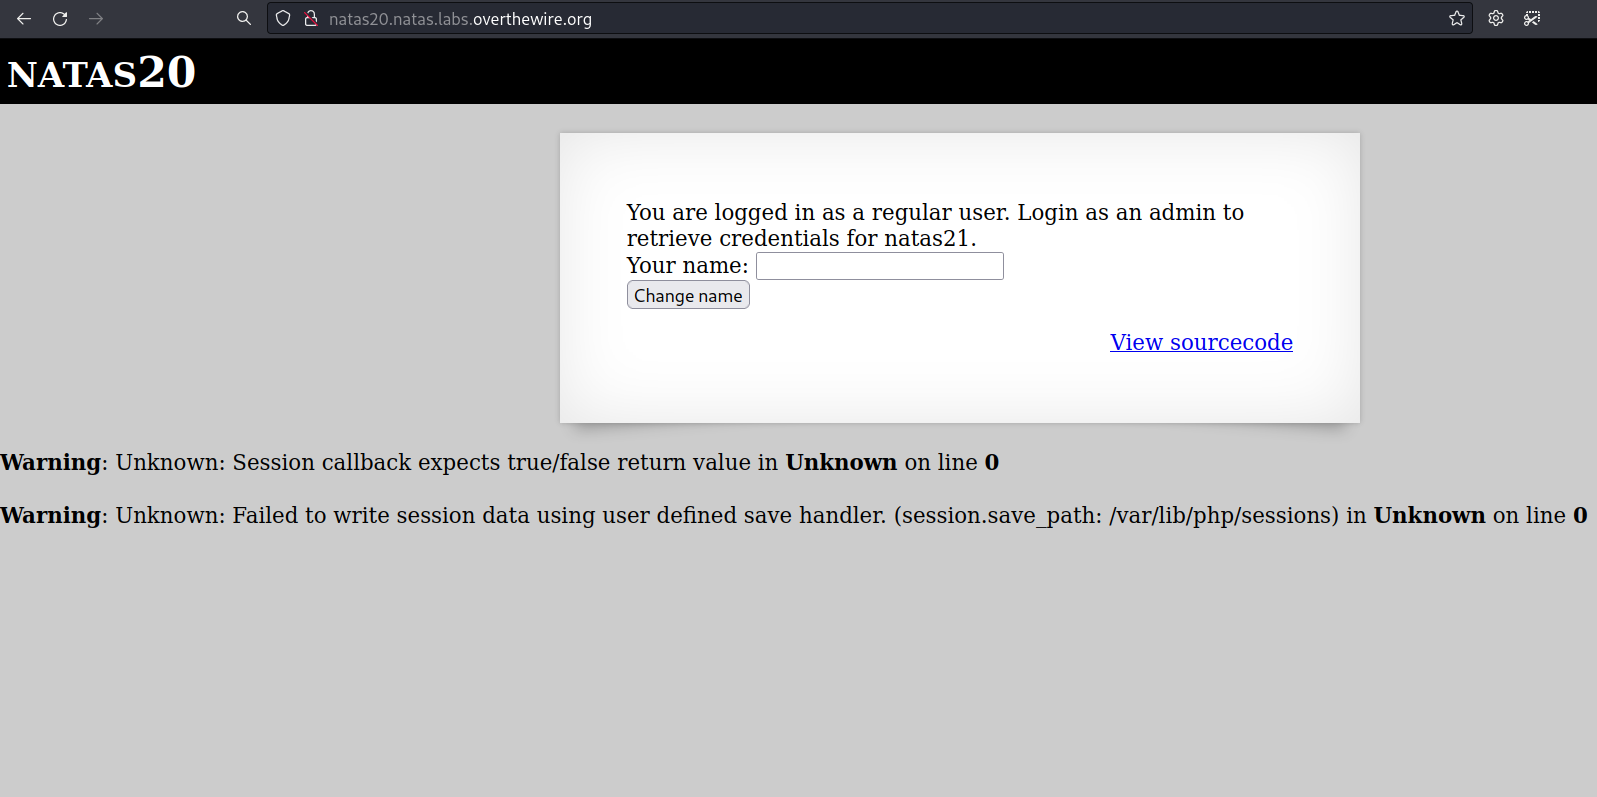 natas20.natas.labs.overthewire.org
NATAS20
You are logged in as a regular user. Login as an admin to
retrieve credentials for natas21.
Your name:
Change name
View sourcecode
Warning: Unknown: Session callback expects true/false return value in Unknown on line 0
Warning: Unknown: Failed to write session data using user defined save handler. (session.save_path: /var/lib/php/sessions) in Unknown on line 0